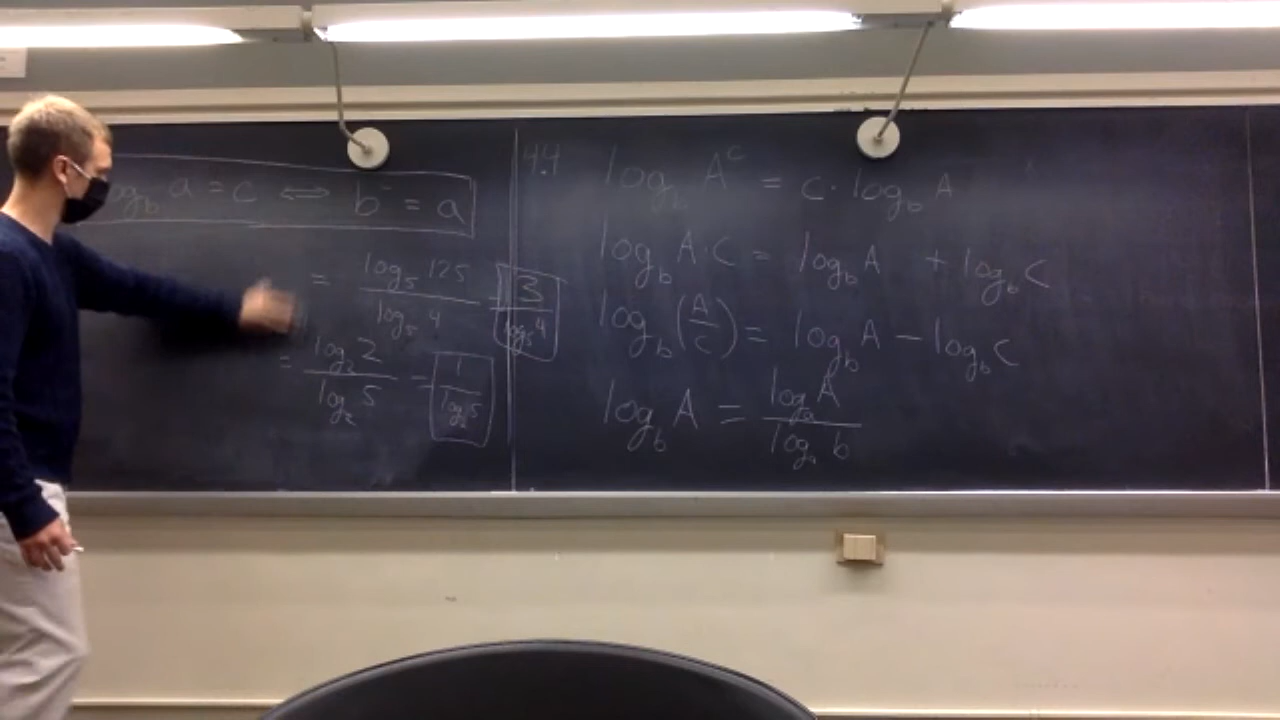 log_b a = c ⟺ b = a
= log_5 125 / log_5 4 = 3 / log_5 4
= log_2 2 / log_2 5 = 1 / log_2 5
4.4
log_b A^c = c · log_b A
log_b A·C = log_b A + log_b C
log_b (A/C) = log_b A − log_b C
log_b A = log_a A / log_a b